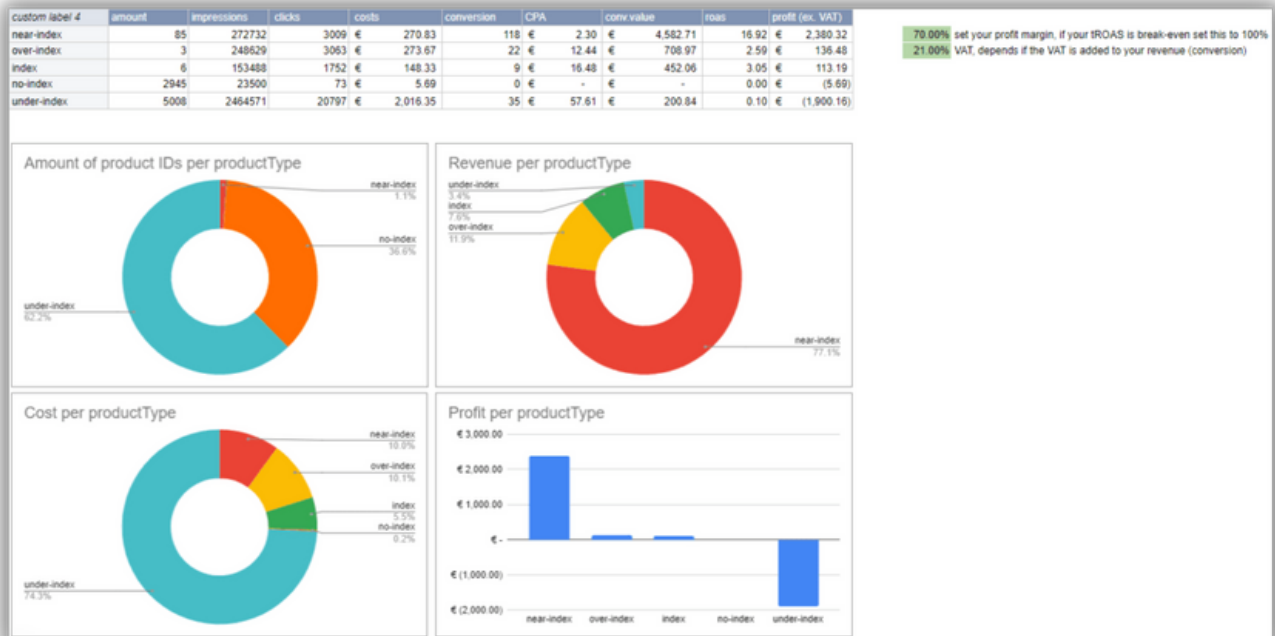 custom label 4 amount impressions clicks costs conversion CPA conv.value roas profit (ex. VAT)
near-index 85 272732 3009 € 270.83 118 € 2.30 € 4,582.71 16.92 € 2,380.32
over-index 3 248629 3063 € 273.67 22 € 12.44 € 708.97 2.59 € 136.48
index 6 153488 1752 € 148.33 9 € 16.48 € 452.06 3.05 € 113.19
no-index 2945 23500 73 € 5.69 0 € - € - 0.00 € (5.69)
under-index 5008 2464571 20797 € 2,016.35 35 € 57.61 € 200.84 0.10 € (1,900.16)
70.00% set your profit margin, if your tROAS is break-even set this to 100%
21.00% VAT, depends if the VAT is added to your revenue (conversion)
Amount of product IDs per productType
near-index
1.1%
no-index
36.6%
under-index
62.2%
Revenue per productType
under-index
3.4%
index
7.6%
over-index
11.9%
near-index
77.1%
Cost per productType
near-index
10.0%
over-index
10.1%
index
5.5%
no-index
0.2%
under-index
74.3%
Profit per productType
€ 3,000.00
€ 2,000.00
€ 1,000.00
€ -
€ (1,000.00)
€ (2,000.00)
near-index over-index index no-index under-index